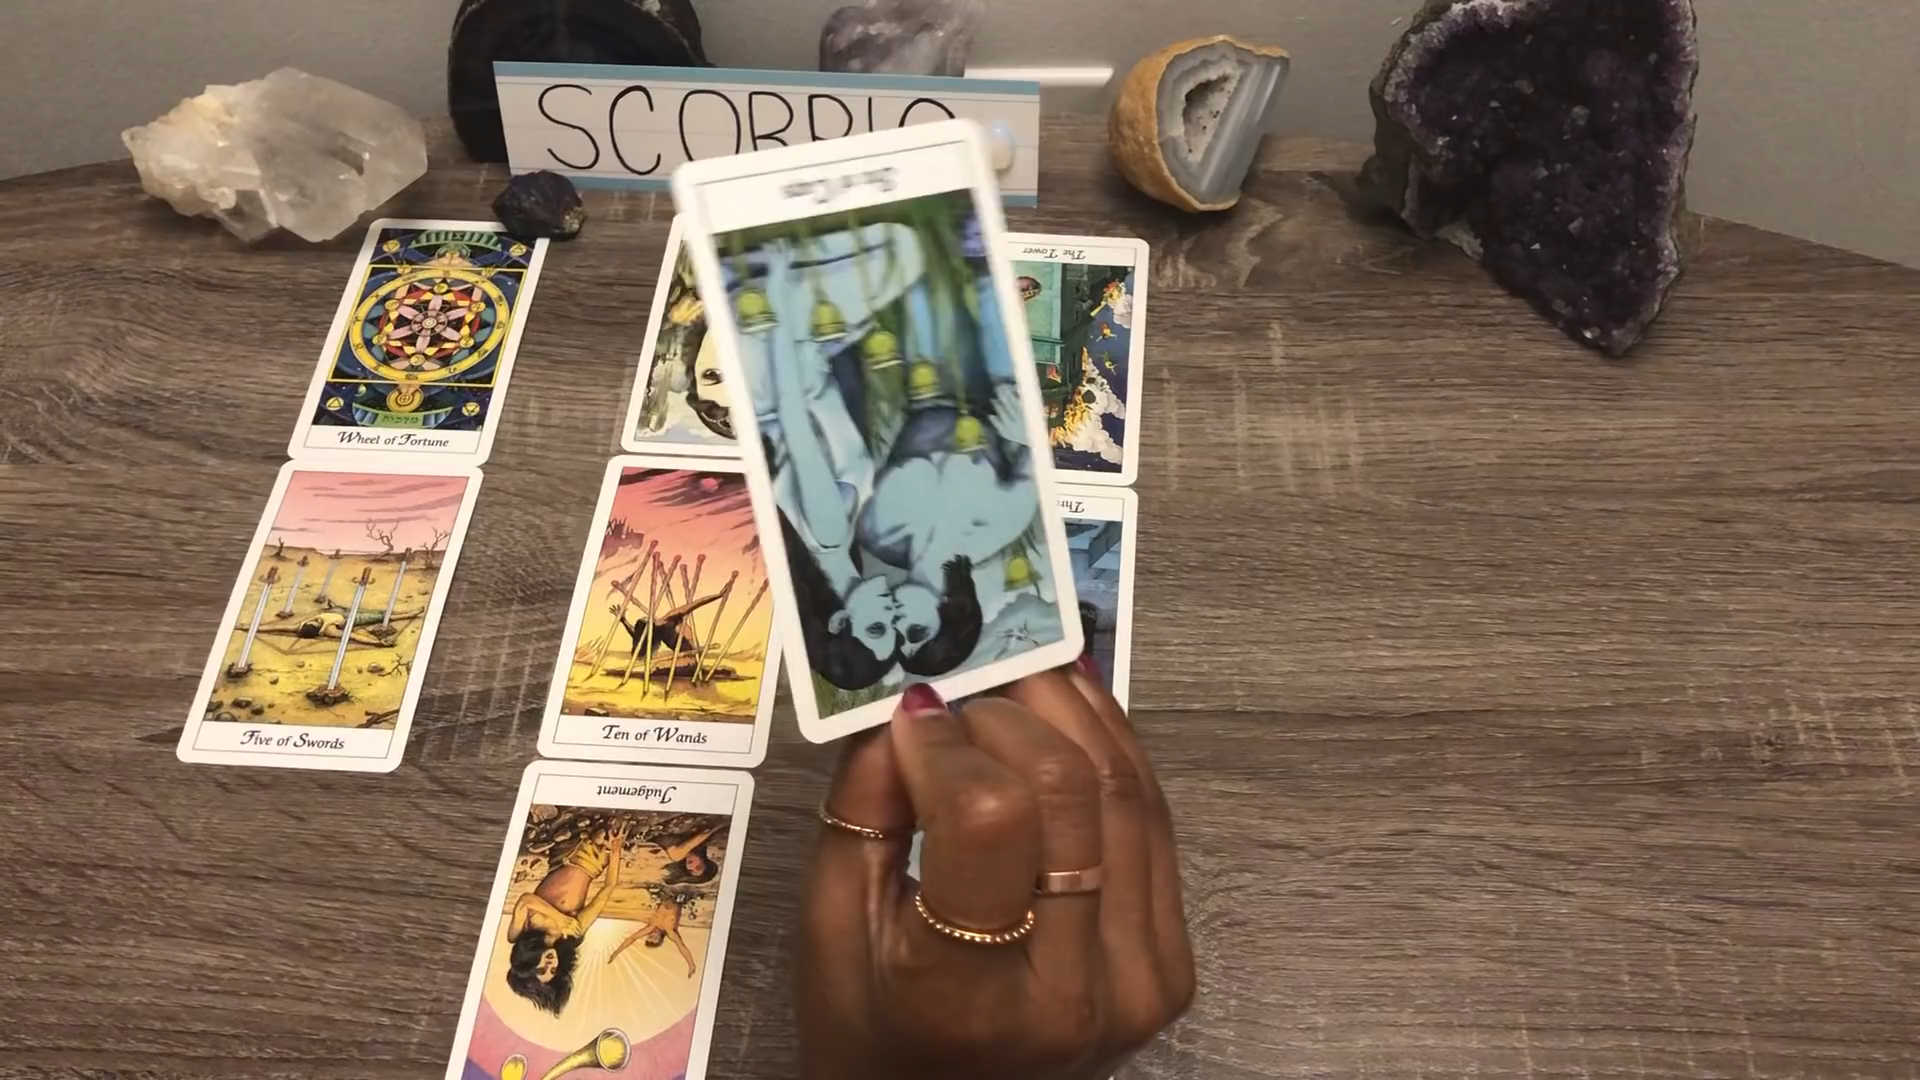 SCORPIO
The Tower
Wheel of Fortune
Five of Swords
Ten of Wands
Judgement